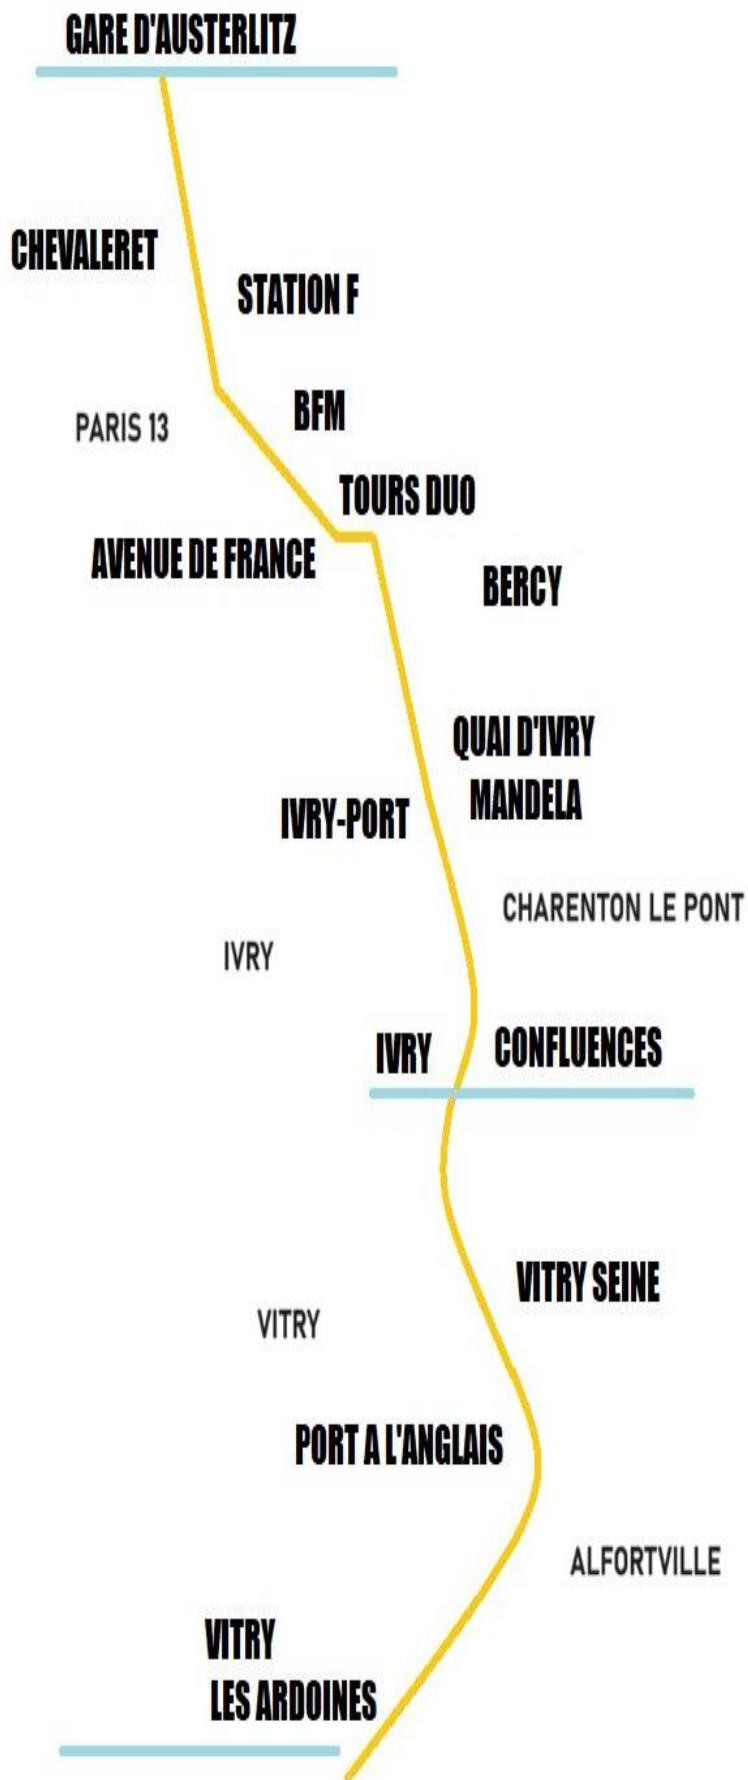 GARE D'AUSTERLITZ
CHEVALERET
STATION F
BFM
PARIS 13
TOURS DUO
AVENUE DE FRANCE
BERCY
QUAI D'IVRY
MANDELA
IVRY-PORT
CHARENTON LE PONT
IVRY
IVRY
CONFLUENCES
VITRY SEINE
VITRY
PORT A L'ANGLAIS
ALFORTVILLE
VITRY
LES ARDOINES